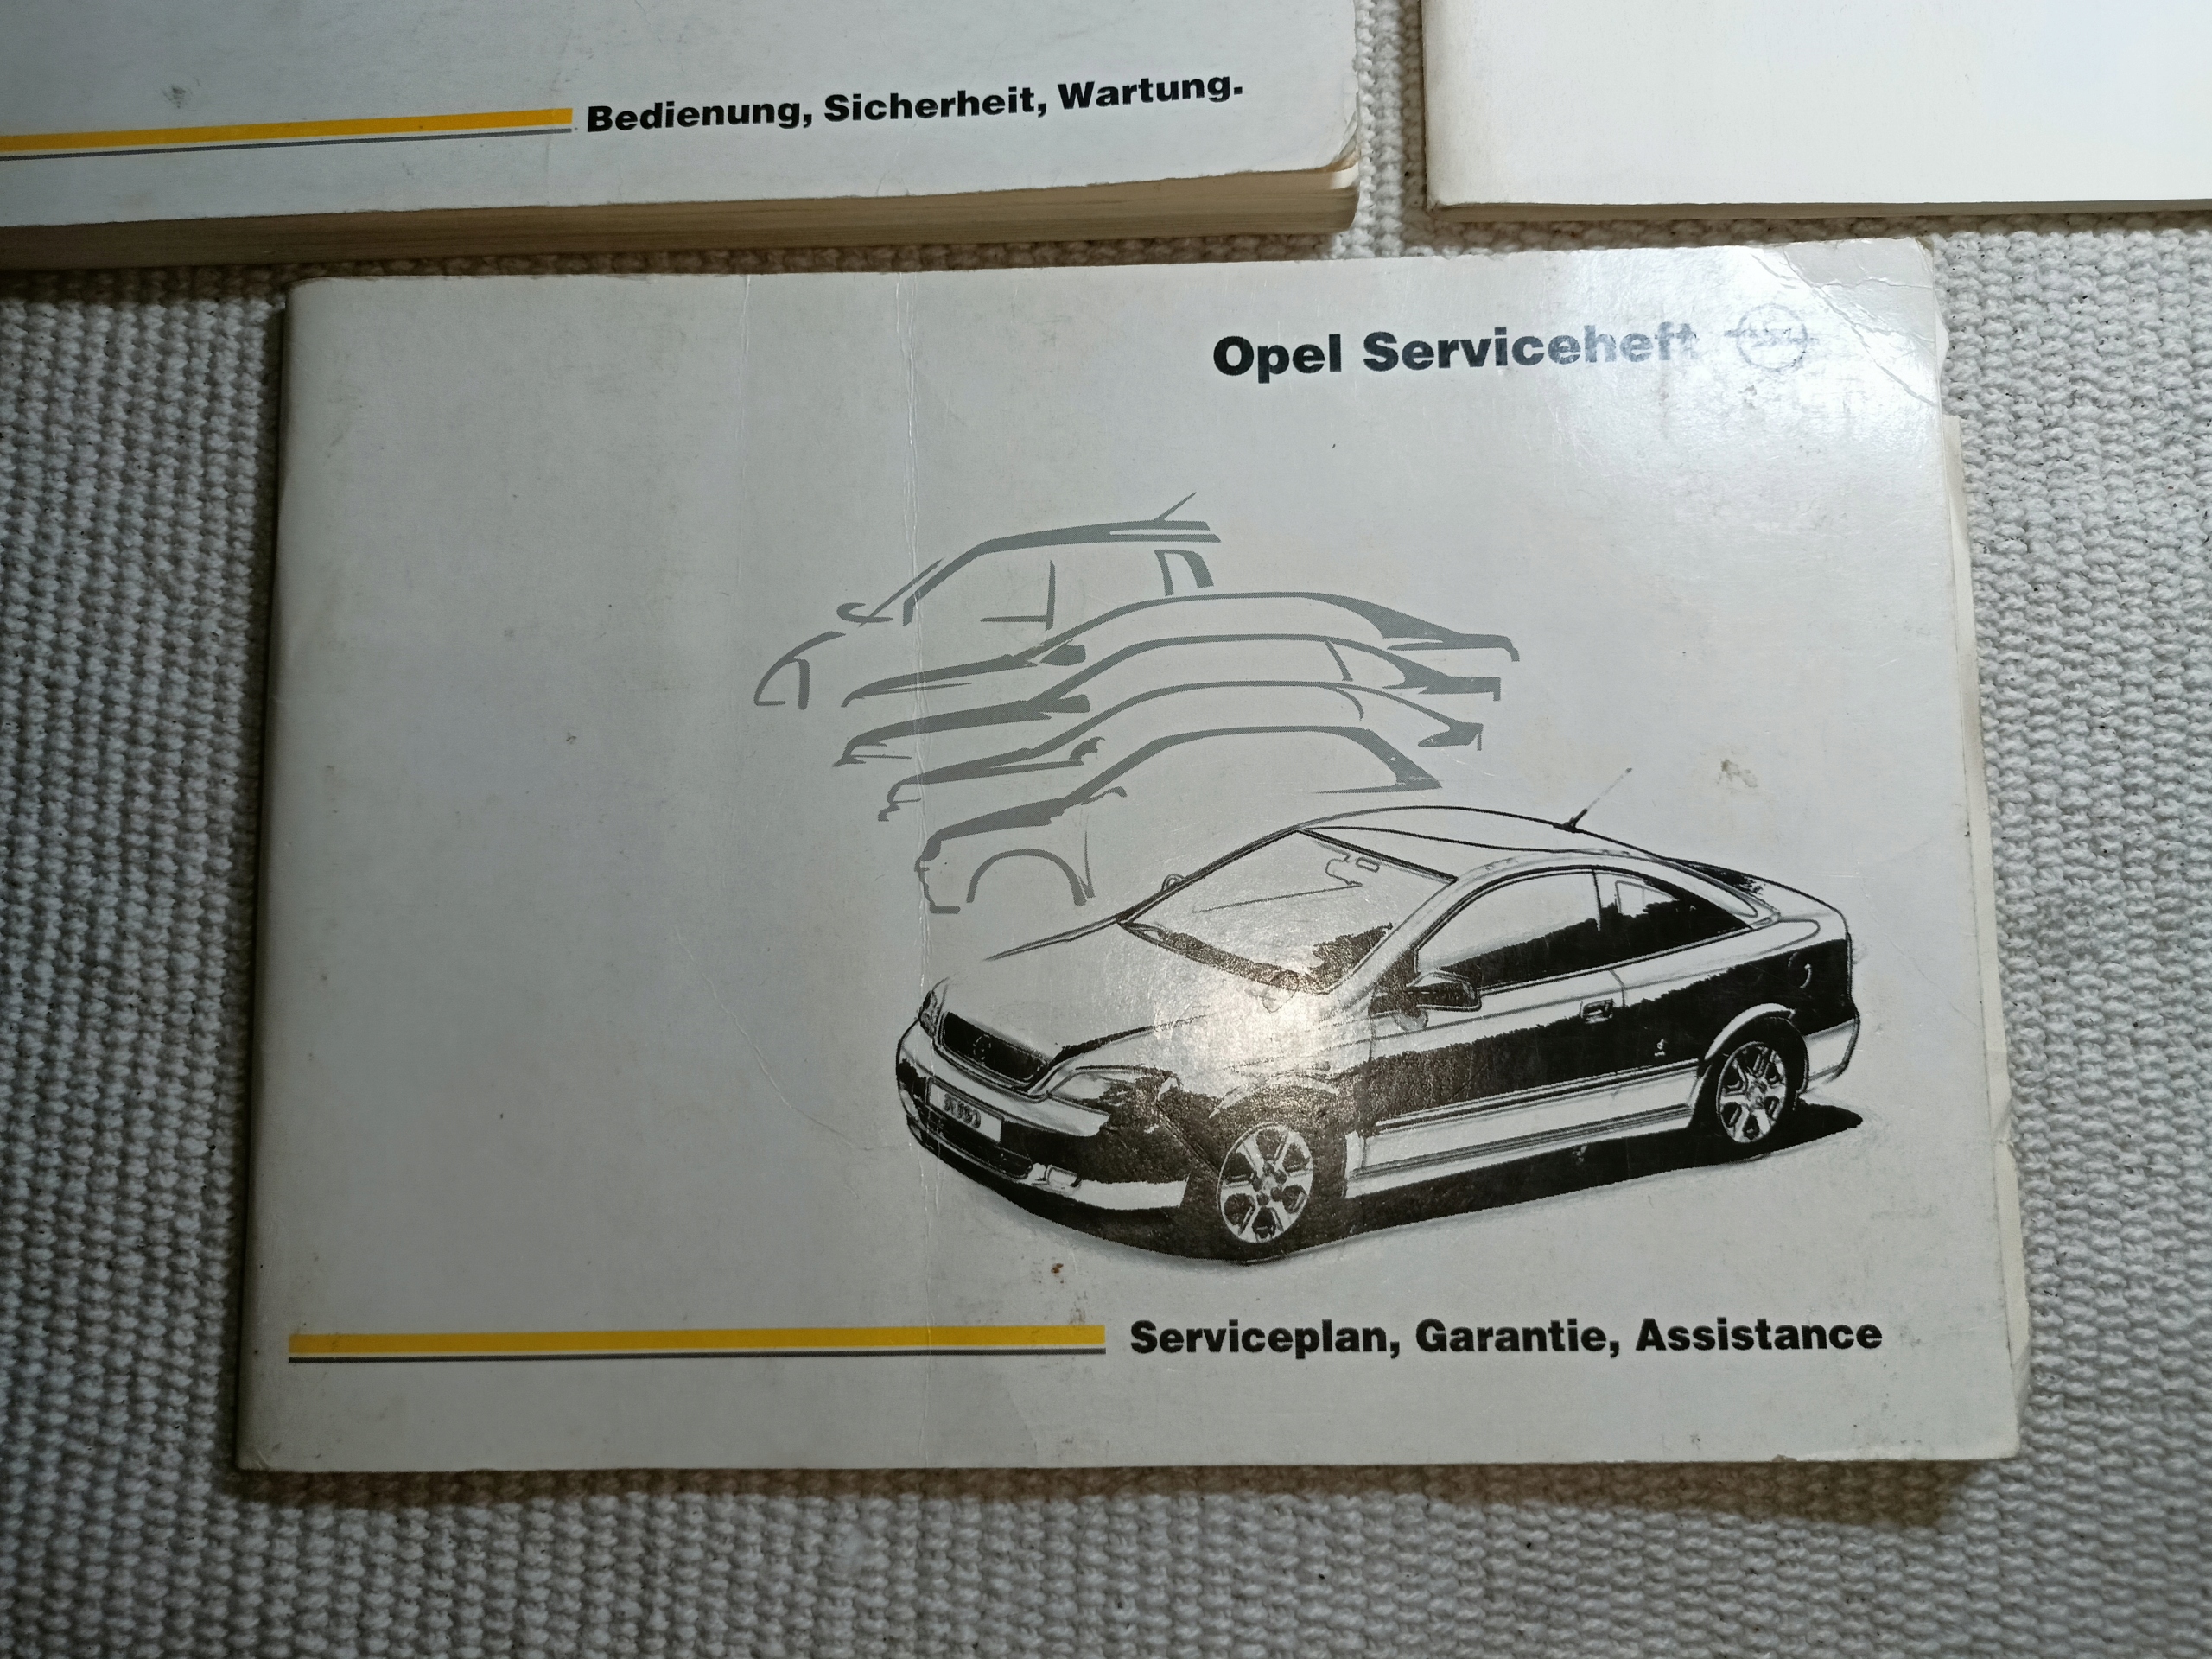 Bedienung, Sicherheit, Wartung.
Opel Serviceheft
Serviceplan, Garantie, Assistance